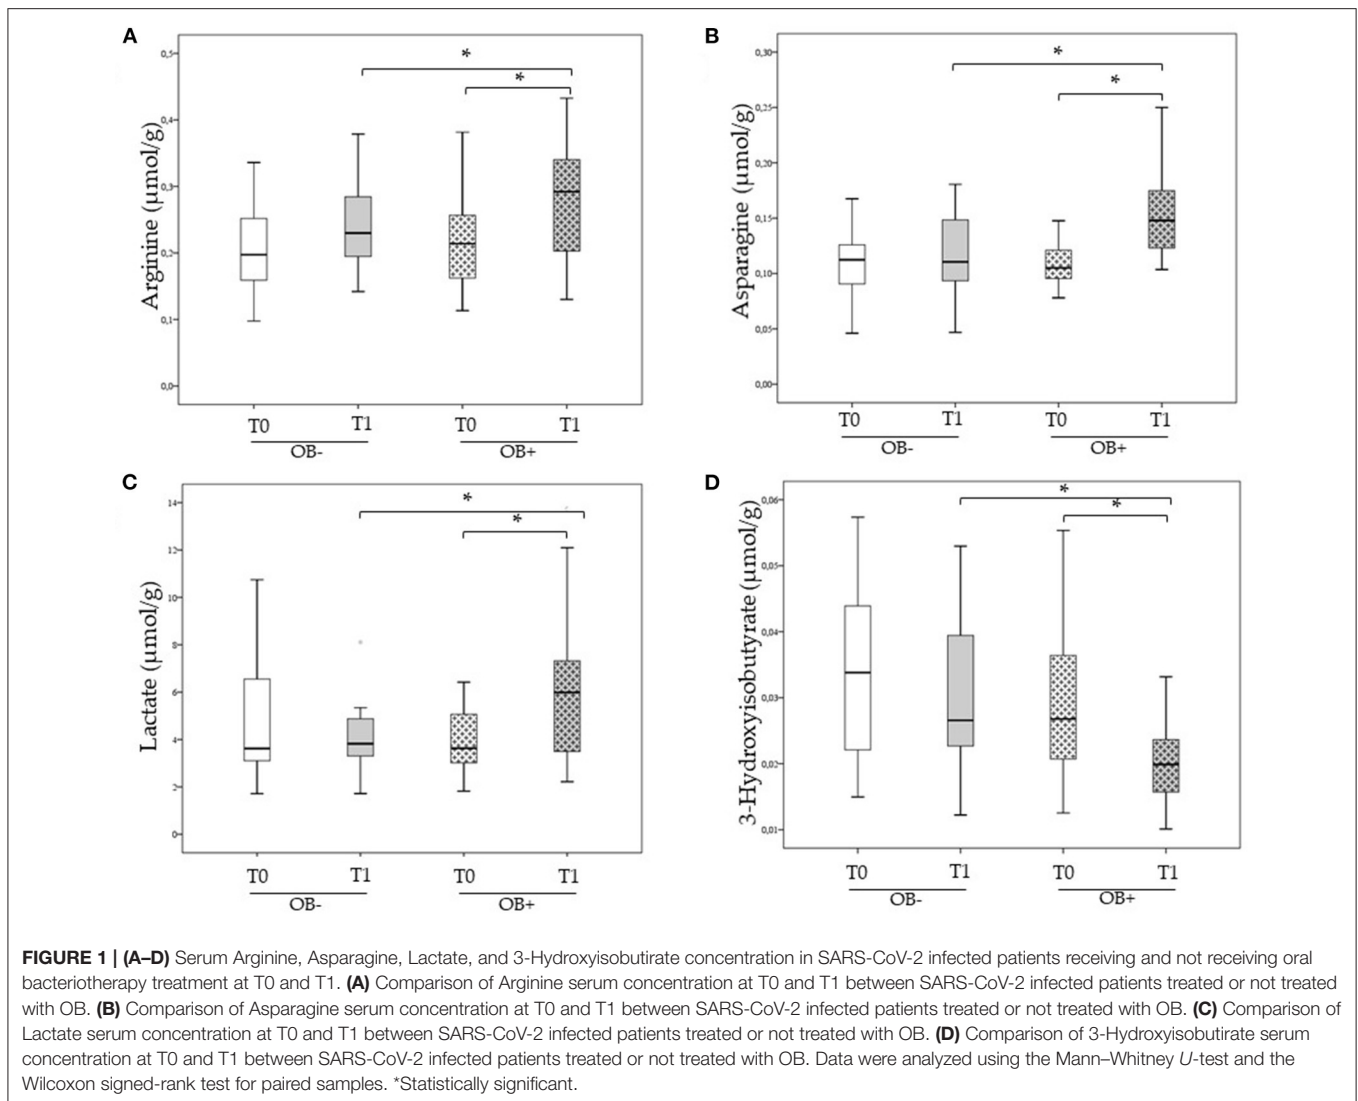 A
0,5
0,4
0,3
0,2
0,1
0,0
Arginine (µmol/g)
*
*
T0 T1 T0 T1
OB- OB+
B
0,30
0,25
0,20
0,15
0,10
0,05
0,00
Asparagine (µmol/g)
*
*
T0 T1 T0 T1
OB- OB+
C
14
12
10
8
6
4
2
0
Lactate (µmol/g)
*
*
T0 T1 T0 T1
OB- OB+
D
0,06
0,05
0,04
0,03
0,02
0,01
3-Hydroxyisobutyrate (µmol/g)
*
*
T0 T1 T0 T1
OB- OB+
FIGURE 1 | (A–D) Serum Arginine, Asparagine, Lactate, and 3-Hydroxyisobutirate concentration in SARS-CoV-2 infected patients receiving and not receiving oral
bacteriotherapy treatment at T0 and T1. (A) Comparison of Arginine serum concentration at T0 and T1 between SARS-CoV-2 infected patients treated or not treated
with OB. (B) Comparison of Asparagine serum concentration at T0 and T1 between SARS-CoV-2 infected patients treated or not treated with OB. (C) Comparison of
Lactate serum concentration at T0 and T1 between SARS-CoV-2 infected patients treated or not treated with OB. (D) Comparison of 3-Hydroxyisobutirate serum
concentration at T0 and T1 between SARS-CoV-2 infected patients treated or not treated with OB. Data were analyzed using the Mann–Whitney U-test and the
Wilcoxon signed-rank test for paired samples. *Statistically significant.